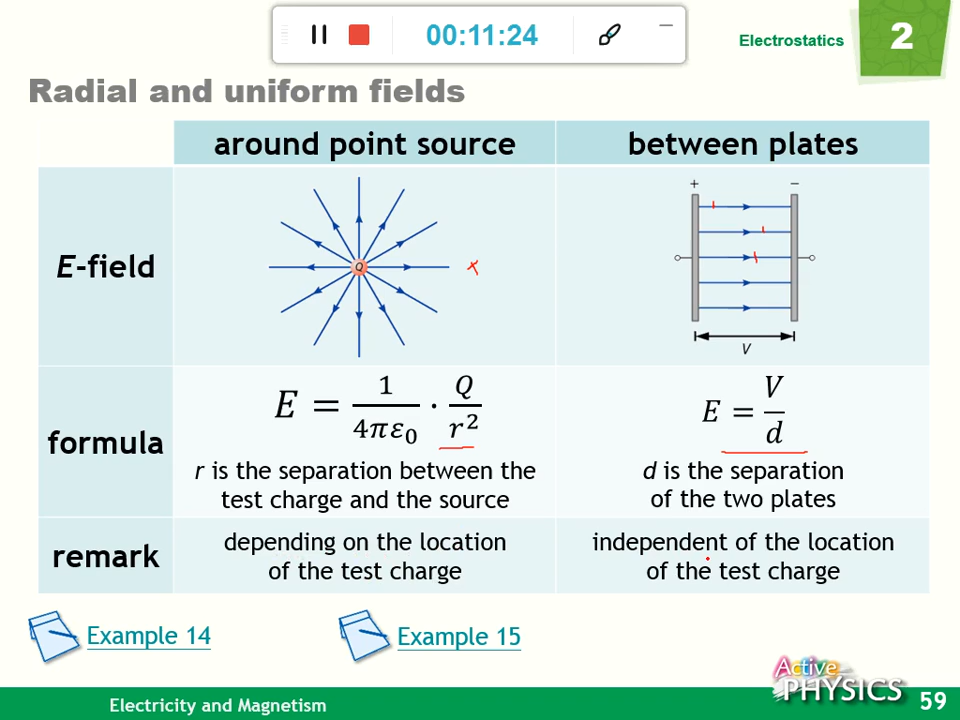 00:11:24
Electrostatics
2
Radial and uniform fields
around point source
between plates
E-field
Q
+
−
V
formula
E = 1/4πε₀ · Q/r²
r is the separation between the
test charge and the source
E = V/d
d is the separation
of the two plates
remark
depending on the location
of the test charge
independent of the location
of the test charge
Example 14
Example 15
Active
PHYSICS
Electricity and Magnetism
59